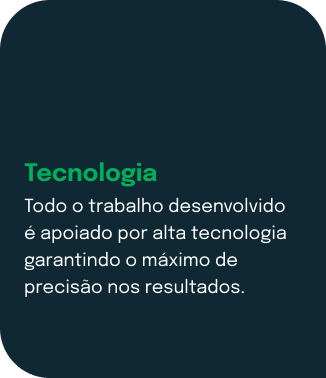 Tecnologia
Todo o trabalho desenvolvido
é apoiado por alta tecnologia
garantindo o máximo de
precisão nos resultados.